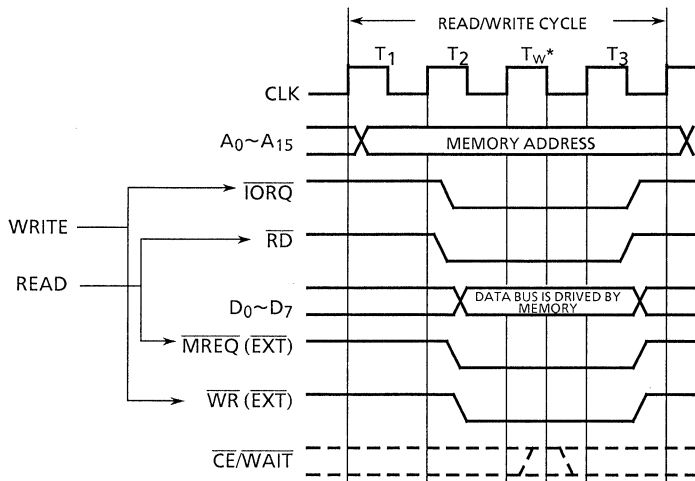 READ/WRITE CYCLE
T1 T2 TW* T3
CLK
A0~A15 MEMORY ADDRESS
IORQ
WRITE
RD
READ
D0~D7 DATA BUS IS DRIVED BY
MEMORY
MREQ (EXT)
WR (EXT)
CE/WAIT